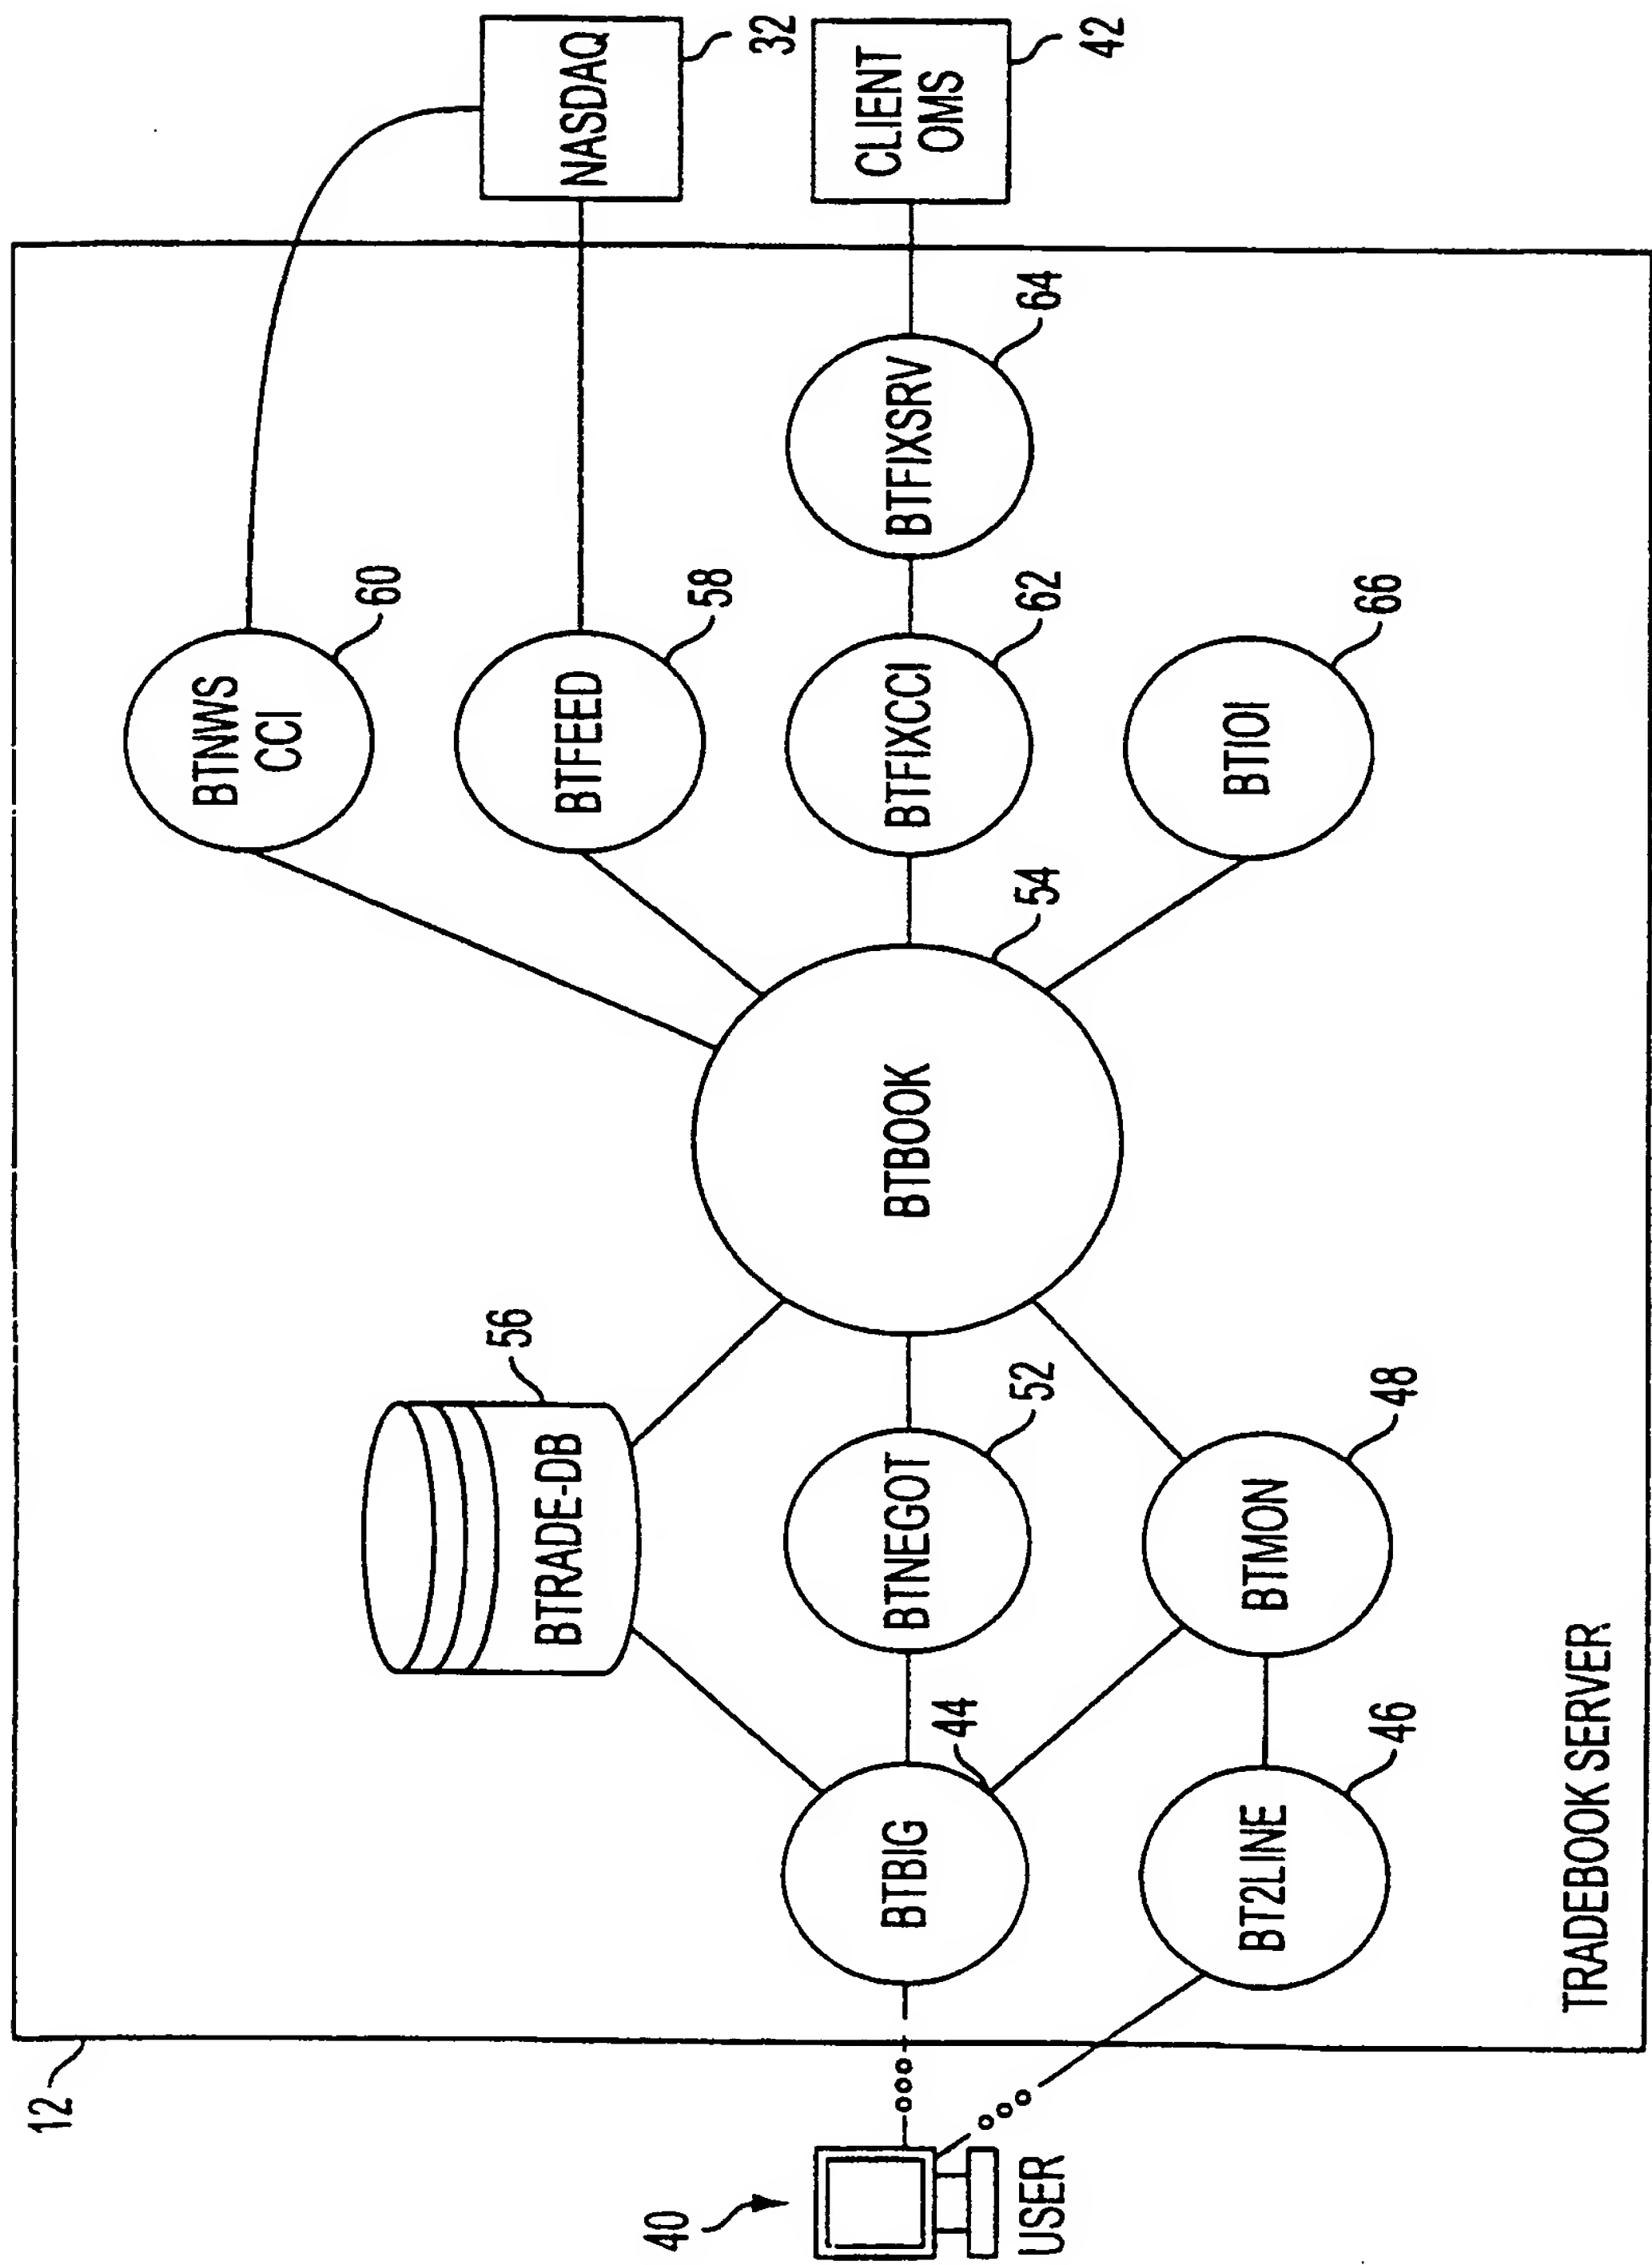 12
40
USER
BTBIG
44
BT2LINE
46
BTRADE-DB
56
BTNEGOT
52
BTMON
48
BTBOOK
54
BTNWS
CCI
60
BTFEED
58
BTFIXCCI
62
BTIOI
66
BTFIXSRV
64
NASDAQ
32
CLIENT
OMS
42
TRADEBOOK SERVER